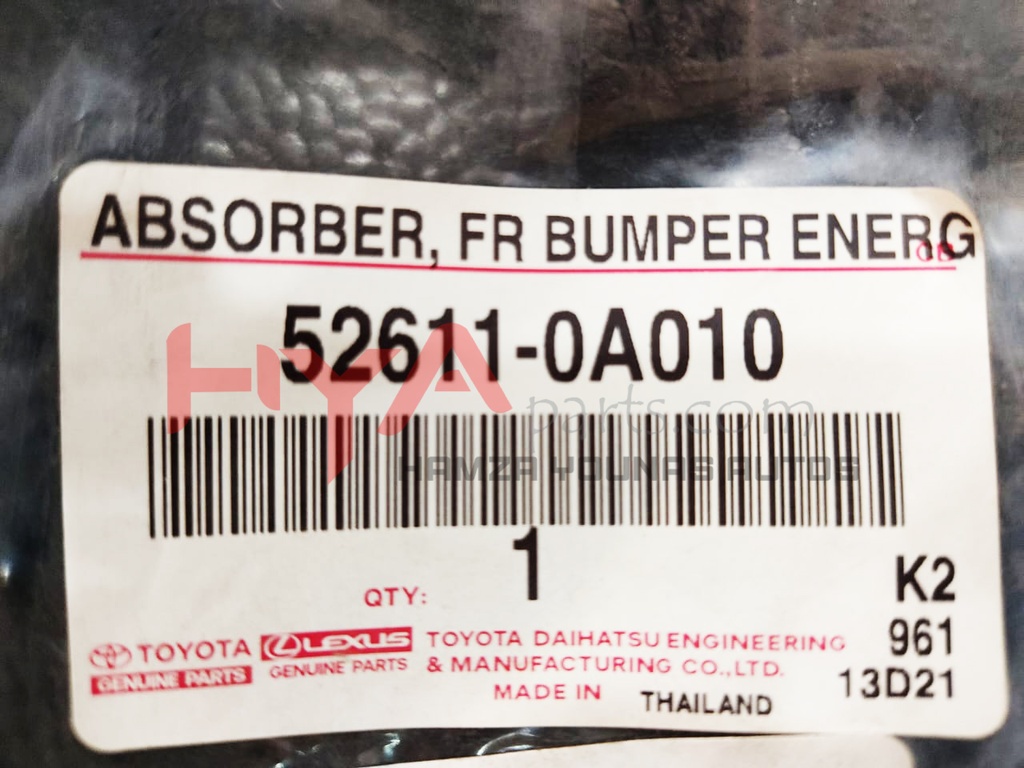 ABSORBER, FR BUMPER ENERG
52611-0A010
HYA parts.com
HAMZA YOUNAS AUTOS
1
QTY:
K2
961
13D21
TOYOTA
GENUINE PARTS
LEXUS
GENUINE PARTS
TOYOTA DAIHATSU ENGINEERING
& MANUFACTURING CO.,LTD.
MADE IN THAILAND